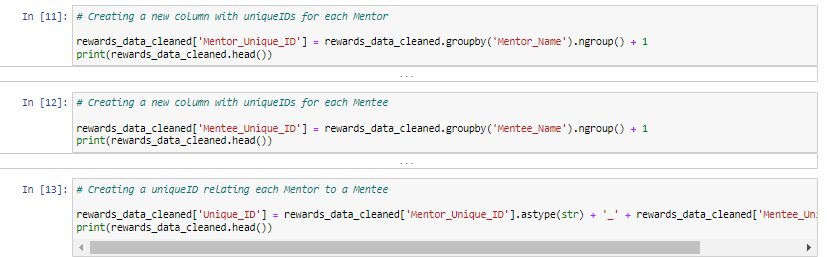 In [11]: # Creating a new column with uniqueIDs for each Mentor
rewards_data_cleaned['Mentor_Unique_ID'] = rewards_data_cleaned.groupby('Mentor_Name').ngroup() + 1
print(rewards_data_cleaned.head())
...
In [12]: # Creating a new column with uniqueIDs for each Mentee
rewards_data_cleaned['Mentee_Unique_ID'] = rewards_data_cleaned.groupby('Mentee_Name').ngroup() + 1
print(rewards_data_cleaned.head())
...
In [13]: # Creating a uniqueID relating each Mentor to a Mentee
rewards_data_cleaned['Unique_ID'] = rewards_data_cleaned['Mentor_Unique_ID'].astype(str) + '_' + rewards_data_cleaned['Mentee_Uni
print(rewards_data_cleaned.head())